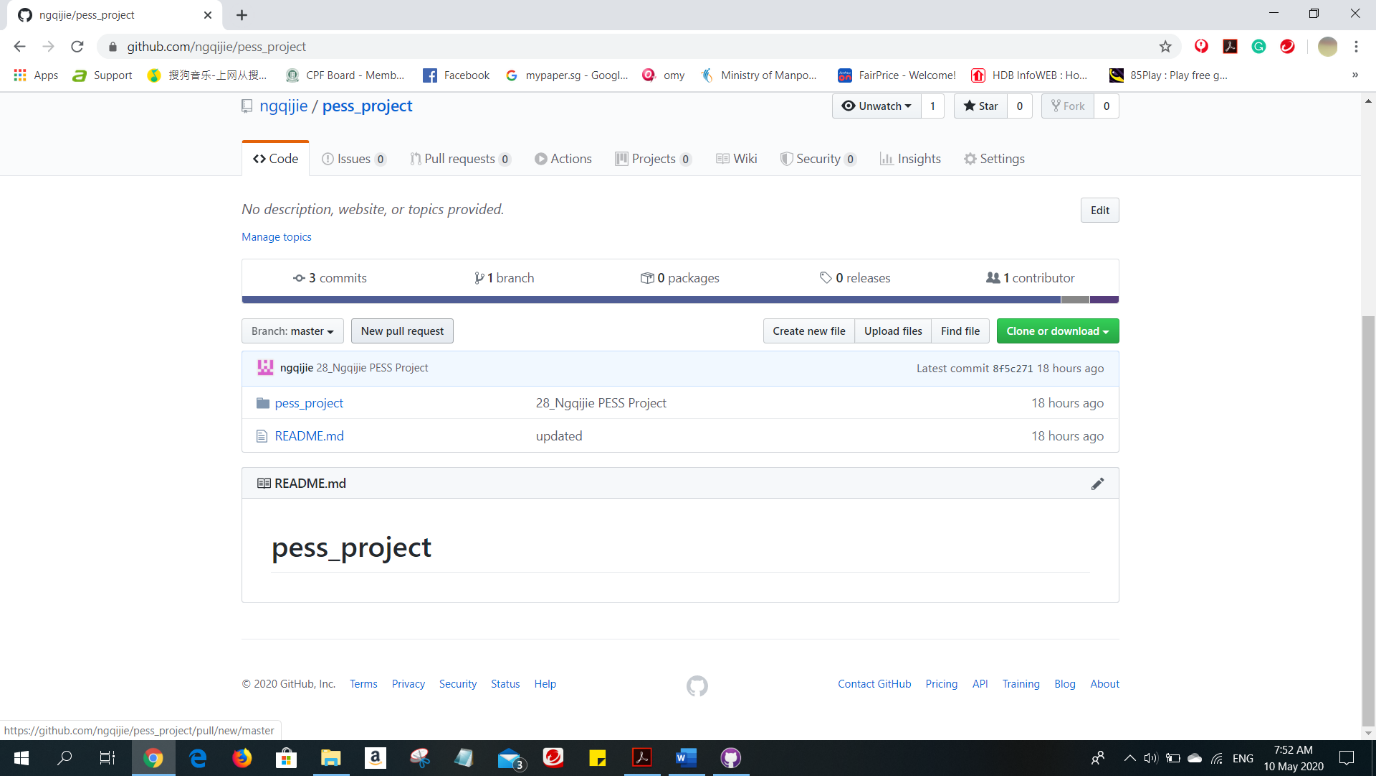 ngqijie/pess_project
github.com/ngqijie/pess_project
Apps Support 搜狗音乐-上网从搜... CPF Board - Memb... Facebook mypaper.sg - Googl... omy Ministry of Manpo... FairPrice - Welcome! HDB InfoWEB : Ho... 85Play : Play free g... »
ngqijie / pess_project Unwatch 1 Star 0 Fork 0
Code Issues 0 Pull requests 0 Actions Projects 0 Wiki Security 0 Insights Settings
No description, website, or topics provided. Edit
Manage topics
3 commits 1 branch 0 packages 0 releases 1 contributor
Branch: master New pull request Create new file Upload files Find file Clone or download
ngqijie 28_Ngqijie PESS Project Latest commit 8f5c271 18 hours ago
pess_project 28_Ngqijie PESS Project 18 hours ago
README.md updated 18 hours ago
README.md
pess_project
© 2020 GitHub, Inc. Terms Privacy Security Status Help Contact GitHub Pricing API Training Blog About
https://github.com/ngqijie/pess_project/pull/new/master
3 ENG 7:52 AM
10 May 2020